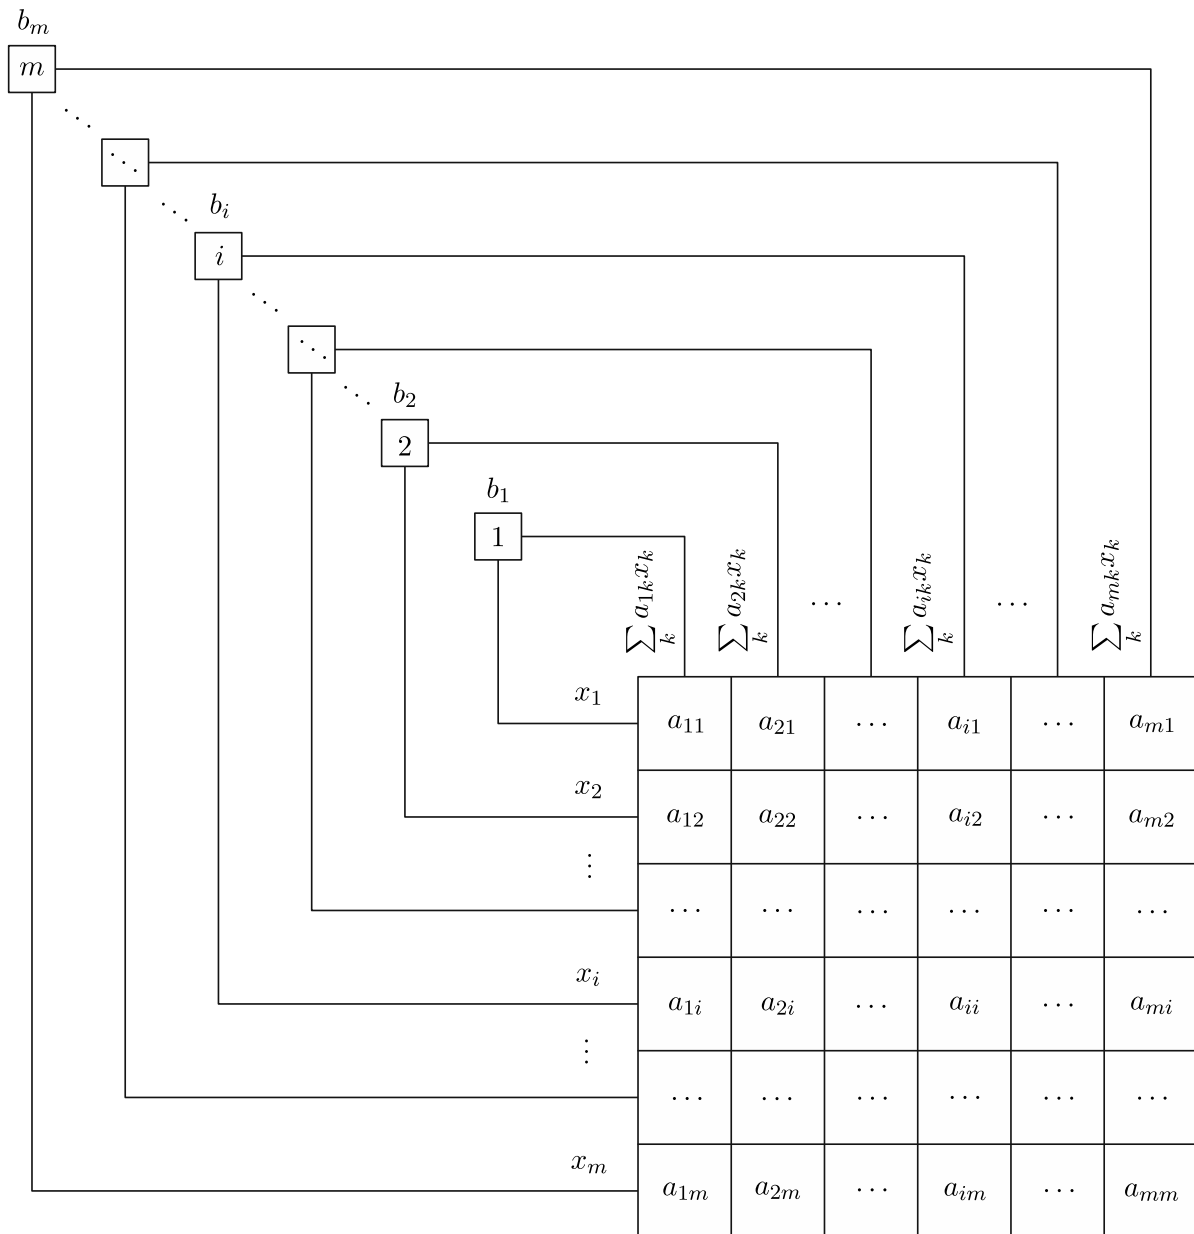 b_m
m
⋱
⋱
⋱
b_i
i
⋱
⋱
⋱
b_2
2
b_1
1
∑_k a_{1k}x_k ∑_k a_{2k}x_k ⋯ ∑_k a_{ik}x_k ⋯ ∑_k a_{mk}x_k
x_1 a_{11} a_{21} ⋯ a_{i1} ⋯ a_{m1}
x_2 a_{12} a_{22} ⋯ a_{i2} ⋯ a_{m2}
⋮ ⋯ ⋯ ⋯ ⋯ ⋯ ⋯
x_i a_{1i} a_{2i} ⋯ a_{ii} ⋯ a_{mi}
⋮ ⋯ ⋯ ⋯ ⋯ ⋯ ⋯
x_m a_{1m} a_{2m} ⋯ a_{im} ⋯ a_{mm}